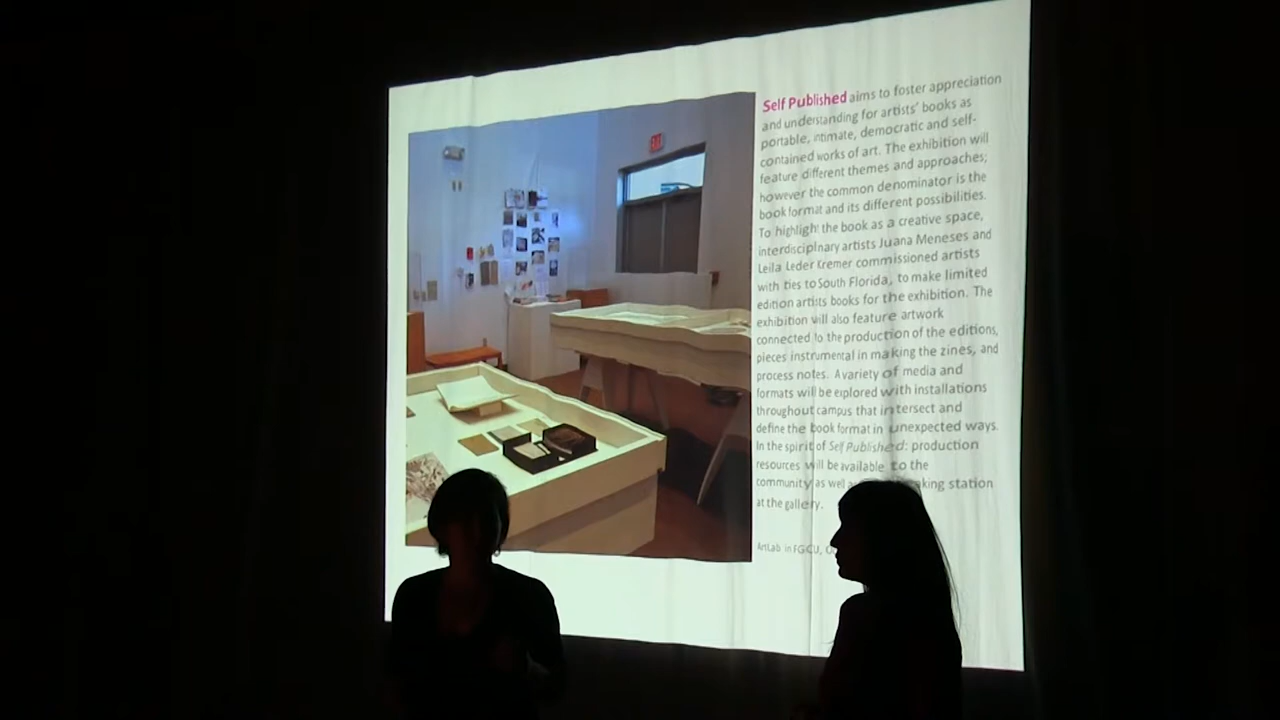 EXIT
Self Published aims to foster appreciation
and understanding for artists' books as
portable, intimate, democratic and self-
contained works of art. The exhibition will
feature different themes and approaches;
however the common denominator is the
book format and its different possibilities.
To highlight the book as a creative space,
interdisciplinary artists Juana Meneses and
Leila Leder Kremer commissioned artists
with ties to South Florida, to make limited
edition artists books for the exhibition. The
exhibition will also feature artwork
connected to the production of the editions,
pieces instrumental in making the zines, and
process notes. A variety of media and
formats will be explored with installations
throughout campus that intersect and
define the book format in unexpected ways.
In the spirit of Self Published: production
resources will be available to the
community as well king station
at the gallery.
ArtLab in FGCU,